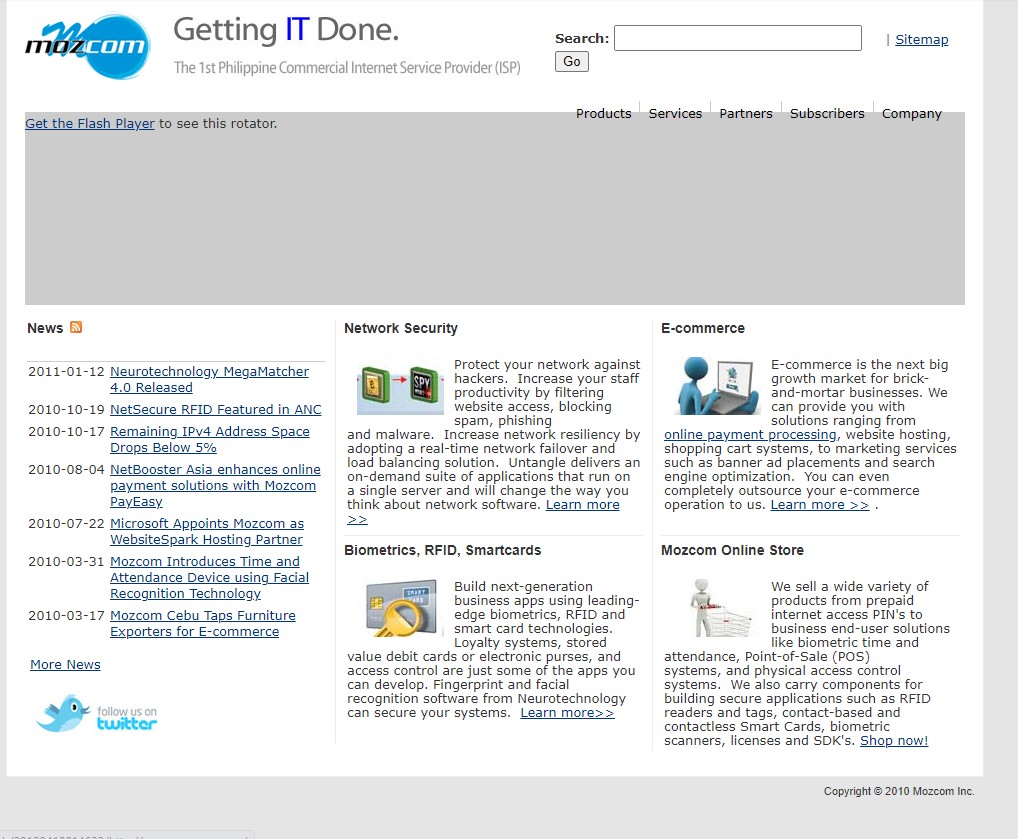 mozcom
Getting IT Done.
The 1st Philippine Commercial Internet Service Provider (ISP)
Search:
| Sitemap
Go
Products
Services
Partners
Subscribers
Company
Get the Flash Player to see this rotator.
News
2011-01-12 Neurotechnology MegaMatcher
4.0 Released
2010-10-19 NetSecure RFID Featured in ANC
2010-10-17 Remaining IPv4 Address Space
Drops Below 5%
2010-08-04 NetBooster Asia enhances online
payment solutions with Mozcom
PayEasy
2010-07-22 Microsoft Appoints Mozcom as
WebsiteSpark Hosting Partner
2010-03-31 Mozcom Introduces Time and
Attendance Device using Facial
Recognition Technology
2010-03-17 Mozcom Cebu Taps Furniture
Exporters for E-commerce
More News
follow us on
twitter
Network Security
SPY
Protect your network against
hackers. Increase your staff
productivity by filtering
website access, blocking
spam, phishing
and malware. Increase network resiliency by
adopting a real-time network failover and
load balancing solution. Untangle delivers an
on-demand suite of applications that run on
a single server and will change the way you
think about network software. Learn more
>>
Biometrics, RFID, Smartcards
SMART
CARDS
Build next-generation
business apps using leading-
edge biometrics, RFID and
smart card technologies.
Loyalty systems, stored
value debit cards or electronic purses, and
access control are just some of the apps you
can develop. Fingerprint and facial
recognition software from Neurotechnology
can secure your systems. Learn more>>
E-commerce
E-commerce is the next big
growth market for brick-
and-mortar businesses. We
can provide you with
solutions ranging from
online payment processing, website hosting,
shopping cart systems, to marketing services
such as banner ad placements and search
engine optimization. You can even
completely outsource your e-commerce
operation to us. Learn more >> .
Mozcom Online Store
We sell a wide variety of
products from prepaid
internet access PIN's to
business end-user solutions
like biometric time and
attendance, Point-of-Sale (POS)
systems, and physical access control
systems. We also carry components for
building secure applications such as RFID
readers and tags, contact-based and
contactless Smart Cards, biometric
scanners, licenses and SDK's. Shop now!
Copyright © 2010 Mozcom Inc.